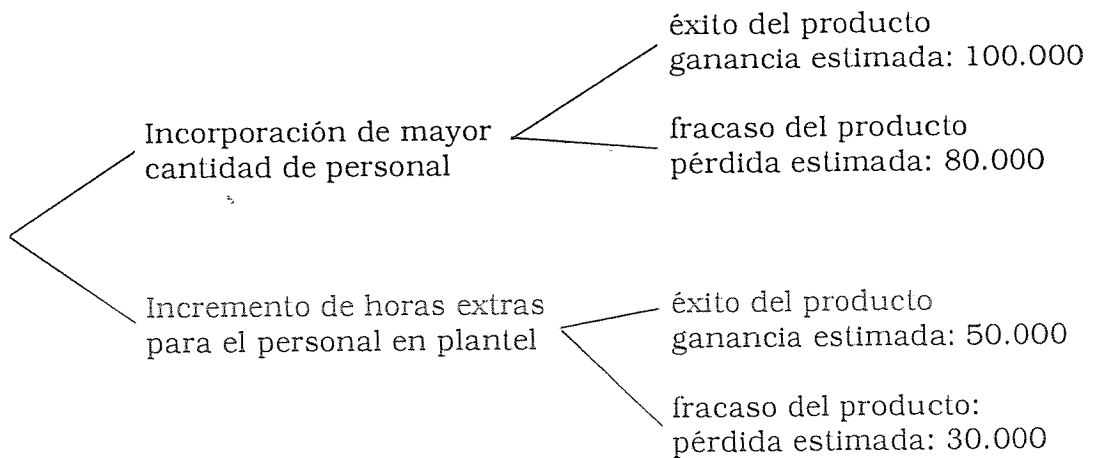 éxito del producto
ganancia estimada: 100.000
Incorporación de mayor
cantidad de personal
fracaso del producto
pérdida estimada: 80.000
Incremento de horas extras
para el personal en plantel
éxito del producto
ganancia estimada: 50.000
fracaso del producto:
pérdida estimada: 30.000